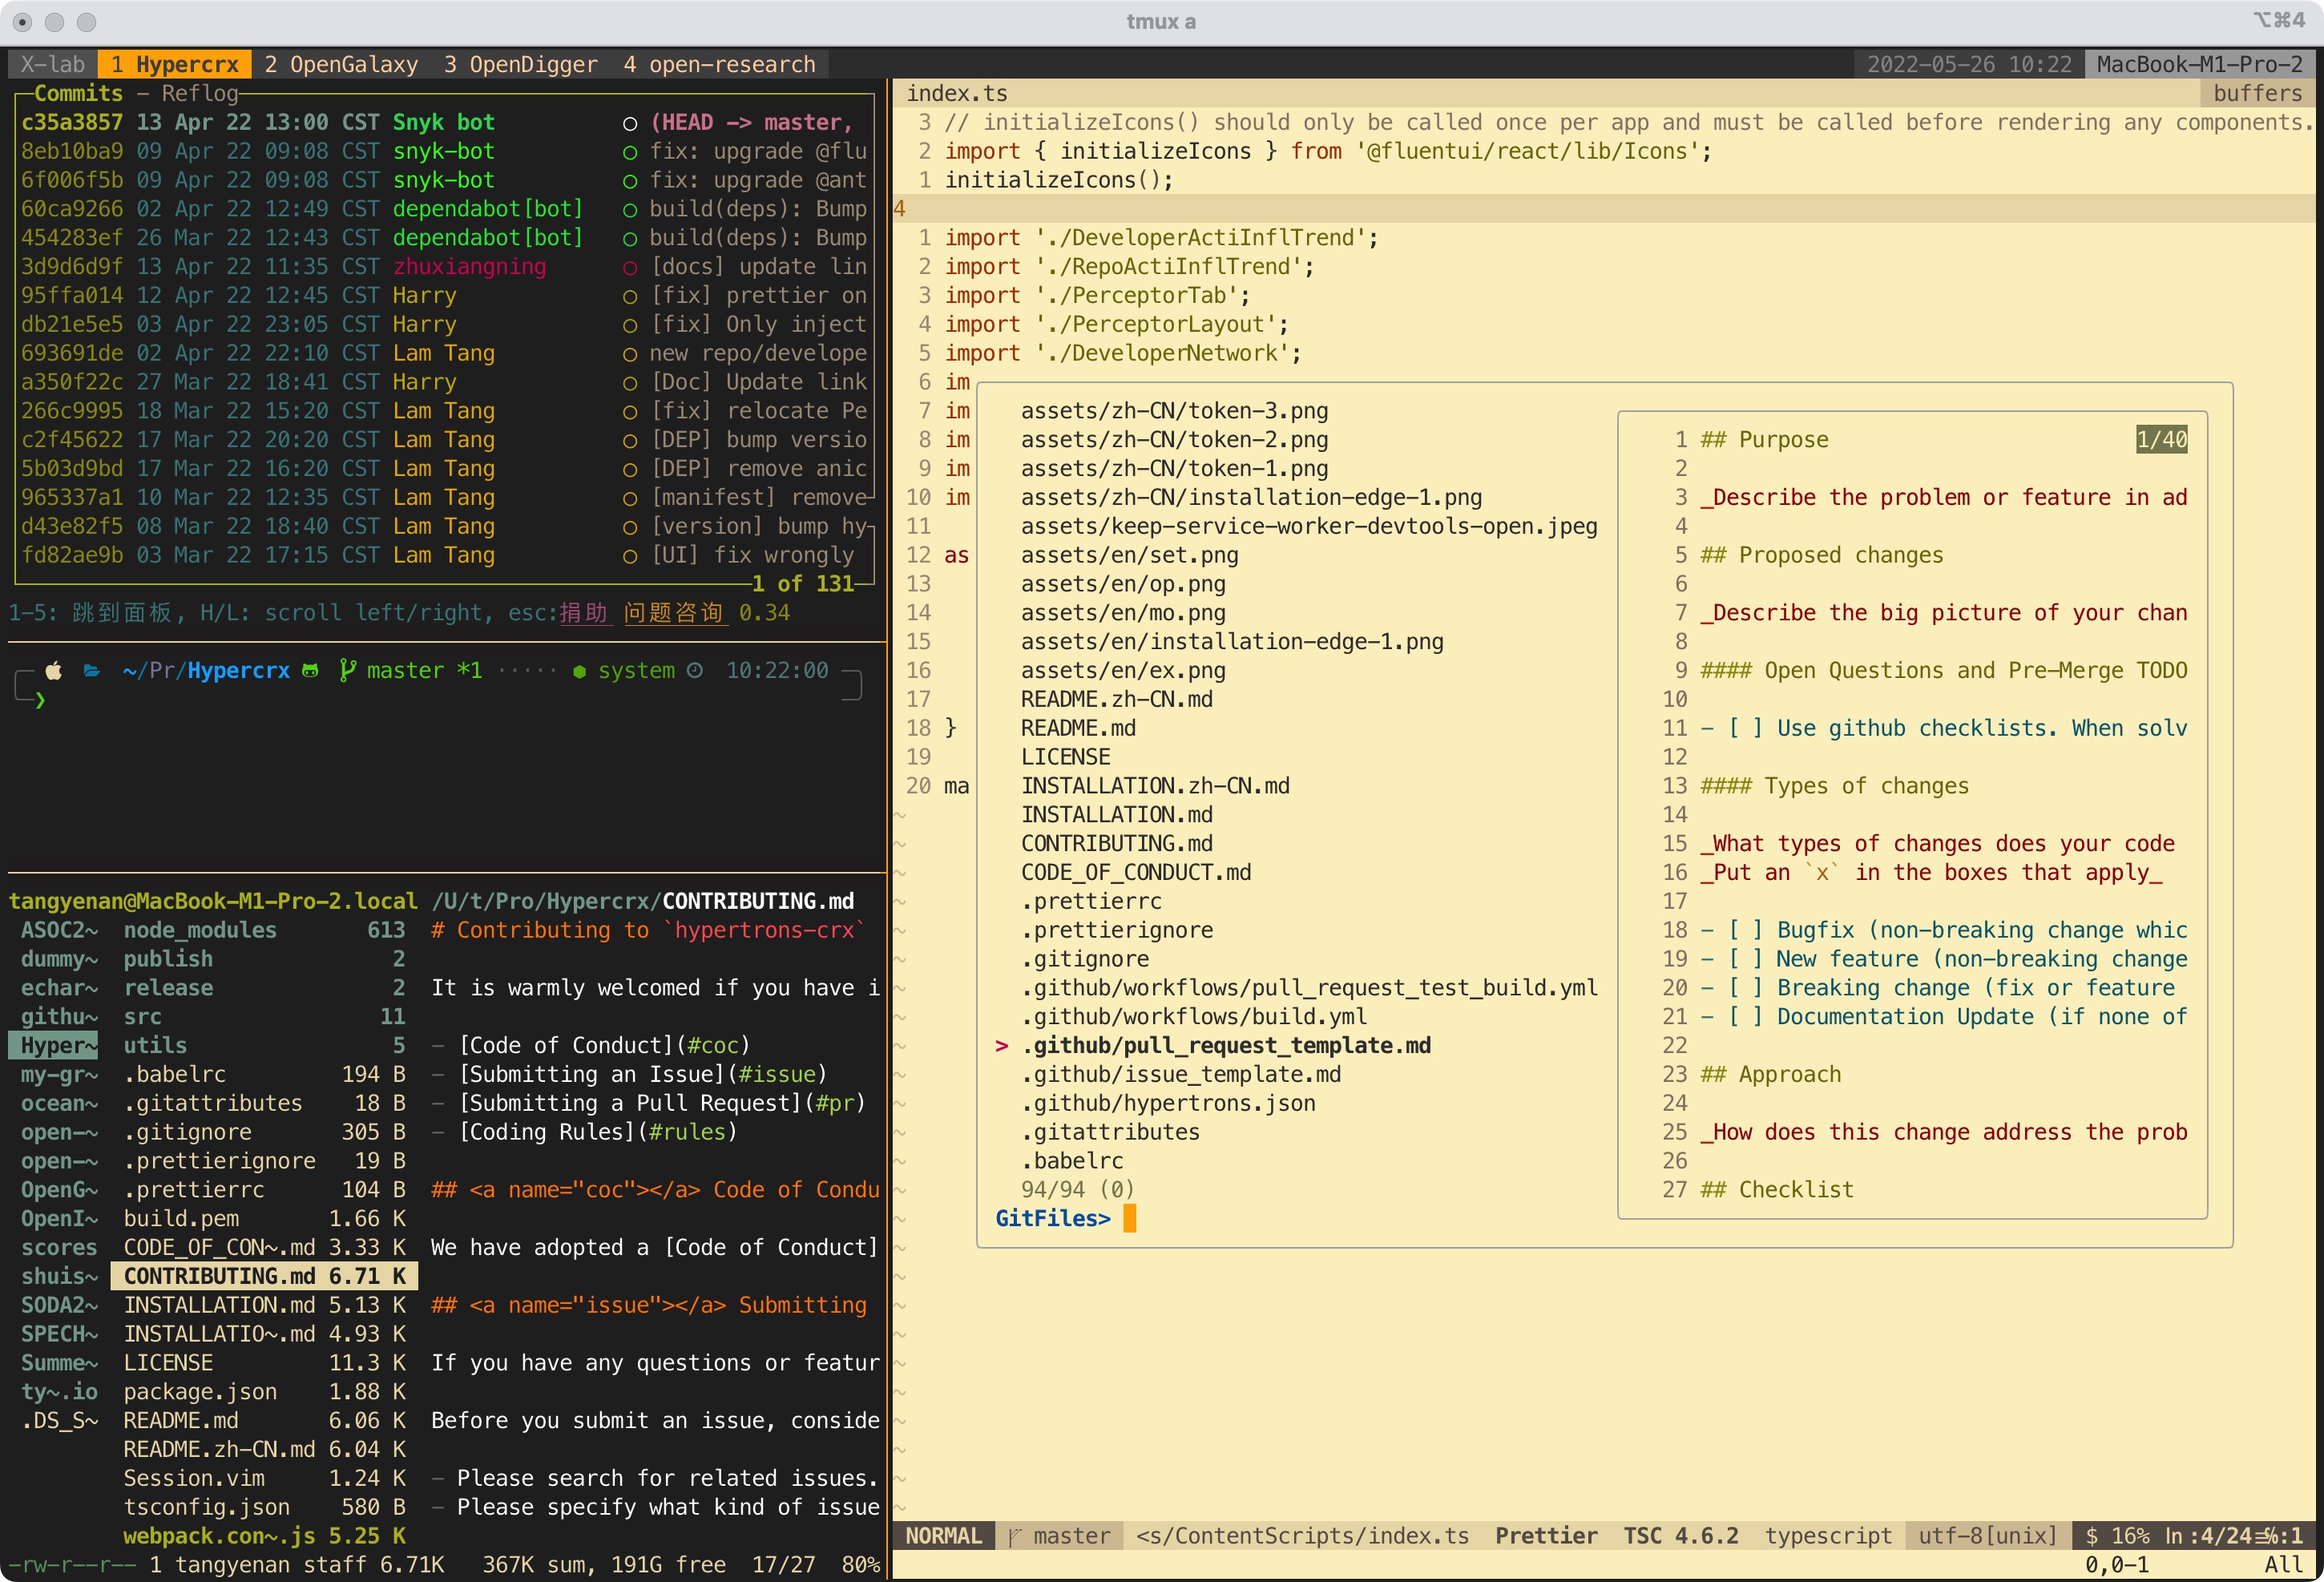 tmux a
⌥⌘4
X-lab 1 Hypercrx 2 OpenGalaxy 3 OpenDigger 4 open-research
2022-05-26 10:22 MacBook-M1-Pro-2
Commits - Reflog
c35a3857 13 Apr 22 13:00 CST Snyk bot ○ (HEAD -> master,
8eb10ba9 09 Apr 22 09:08 CST snyk-bot ○ fix: upgrade @flu
6f006f5b 09 Apr 22 09:08 CST snyk-bot ○ fix: upgrade @ant
60ca9266 02 Apr 22 12:49 CST dependabot[bot] ○ build(deps): Bump
454283ef 26 Mar 22 12:43 CST dependabot[bot] ○ build(deps): Bump
3d9d6d9f 13 Apr 22 11:35 CST zhuxiangning ○ [docs] update lin
95ffa014 12 Apr 22 12:45 CST Harry ○ [fix] prettier on
db21e5e5 03 Apr 22 23:05 CST Harry ○ [fix] Only inject
693691de 02 Apr 22 22:10 CST Lam Tang ○ new repo/develope
a350f22c 27 Mar 22 18:41 CST Harry ○ [Doc] Update link
266c9995 18 Mar 22 15:20 CST Lam Tang ○ [fix] relocate Pe
c2f45622 17 Mar 22 20:20 CST Lam Tang ○ [DEP] bump versio
5b03d9bd 17 Mar 22 16:20 CST Lam Tang ○ [DEP] remove anic
965337a1 10 Mar 22 12:35 CST Lam Tang ○ [manifest] remove
d43e82f5 08 Mar 22 18:40 CST Lam Tang ○ [version] bump hy
fd82ae9b 03 Mar 22 17:15 CST Lam Tang ○ [UI] fix wrongly
1 of 131
1-5: 跳到面板, H/L: scroll left/right, esc:捐助 问题咨询 0.34
~/Pr/Hypercrx master *1 ····· system 10:22:00
❯
tangyenan@MacBook-M1-Pro-2.local /U/t/Pro/Hypercrx/CONTRIBUTING.md
ASOC2~ node_modules 613 # Contributing to `hypertrons-crx`
dummy~ publish 2
echar~ release 2 It is warmly welcomed if you have i
githu~ src 11
Hyper~ utils 5 - [Code of Conduct](#coc)
my-gr~ .babelrc 194 B - [Submitting an Issue](#issue)
ocean~ .gitattributes 18 B - [Submitting a Pull Request](#pr)
open-~ .gitignore 305 B - [Coding Rules](#rules)
open-~ .prettierignore 19 B
OpenG~ .prettierrc 104 B ## <a name="coc"></a> Code of Condu
OpenI~ build.pem 1.66 K
scores CODE_OF_CON~.md 3.33 K We have adopted a [Code of Conduct]
shuis~ CONTRIBUTING.md 6.71 K
SODA2~ INSTALLATION.md 5.13 K ## <a name="issue"></a> Submitting
SPECH~ INSTALLATIO~.md 4.93 K
Summe~ LICENSE 11.3 K If you have any questions or featur
ty~.io package.json 1.88 K
.DS_S~ README.md 6.06 K Before you submit an issue, conside
README.zh-CN.md 6.04 K
Session.vim 1.24 K - Please search for related issues.
tsconfig.json 580 B - Please specify what kind of issue
webpack.con~.js 5.25 K
-rw-r--r-- 1 tangyenan staff 6.71K 367K sum, 191G free 17/27 80%
index.ts buffers
3 // initializeIcons() should only be called once per app and must be called before rendering any components.
2 import { initializeIcons } from '@fluentui/react/lib/Icons';
1 initializeIcons();
4
1 import './DeveloperActiInflTrend';
2 import './RepoActiInflTrend';
3 import './PerceptorTab';
4 import './PerceptorLayout';
5 import './DeveloperNetwork';
6 im
7 im
8 im
9 im
10 im
11
12 as
13
14
15
16
17
18 }
19
20 ma
assets/zh-CN/token-3.png
assets/zh-CN/token-2.png
assets/zh-CN/token-1.png
assets/zh-CN/installation-edge-1.png
assets/keep-service-worker-devtools-open.jpeg
assets/en/set.png
assets/en/op.png
assets/en/mo.png
assets/en/installation-edge-1.png
assets/en/ex.png
README.zh-CN.md
README.md
LICENSE
INSTALLATION.zh-CN.md
INSTALLATION.md
CONTRIBUTING.md
CODE_OF_CONDUCT.md
.prettierrc
.prettierignore
.gitignore
.github/workflows/pull_request_test_build.yml
.github/workflows/build.yml
> .github/pull_request_template.md
.github/issue_template.md
.github/hypertrons.json
.gitattributes
.babelrc
94/94 (0)
GitFiles>
1 ## Purpose 1/40
2
3 _Describe the problem or feature in ad
4
5 ## Proposed changes
6
7 _Describe the big picture of your chan
8
9 #### Open Questions and Pre-Merge TODO
10
11 - [ ] Use github checklists. When solv
12
13 #### Types of changes
14
15 _What types of changes does your code
16 _Put an `x` in the boxes that apply_
17
18 - [ ] Bugfix (non-breaking change whic
19 - [ ] New feature (non-breaking change
20 - [ ] Breaking change (fix or feature
21 - [ ] Documentation Update (if none of
22
23 ## Approach
24
25 _How does this change address the prob
26
27 ## Checklist
NORMAL master <s/ContentScripts/index.ts Prettier TSC 4.6.2 typescript utf-8[unix] $ 16% ln:4/24≡%:1
0,0-1 All